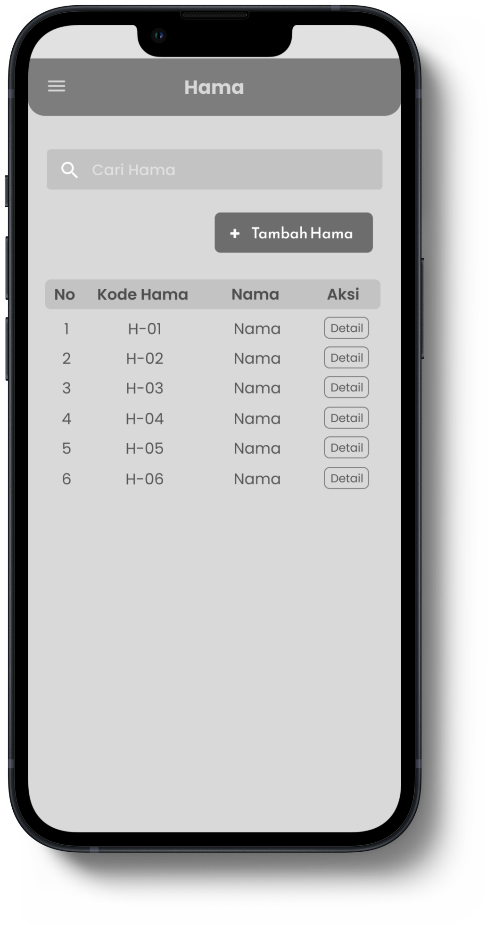 Hama
Cari Hama
+ Tambah Hama
No Kode Hama Nama Aksi
1 H-01 Nama Detail
2 H-02 Nama Detail
3 H-03 Nama Detail
4 H-04 Nama Detail
5 H-05 Nama Detail
6 H-06 Nama Detail